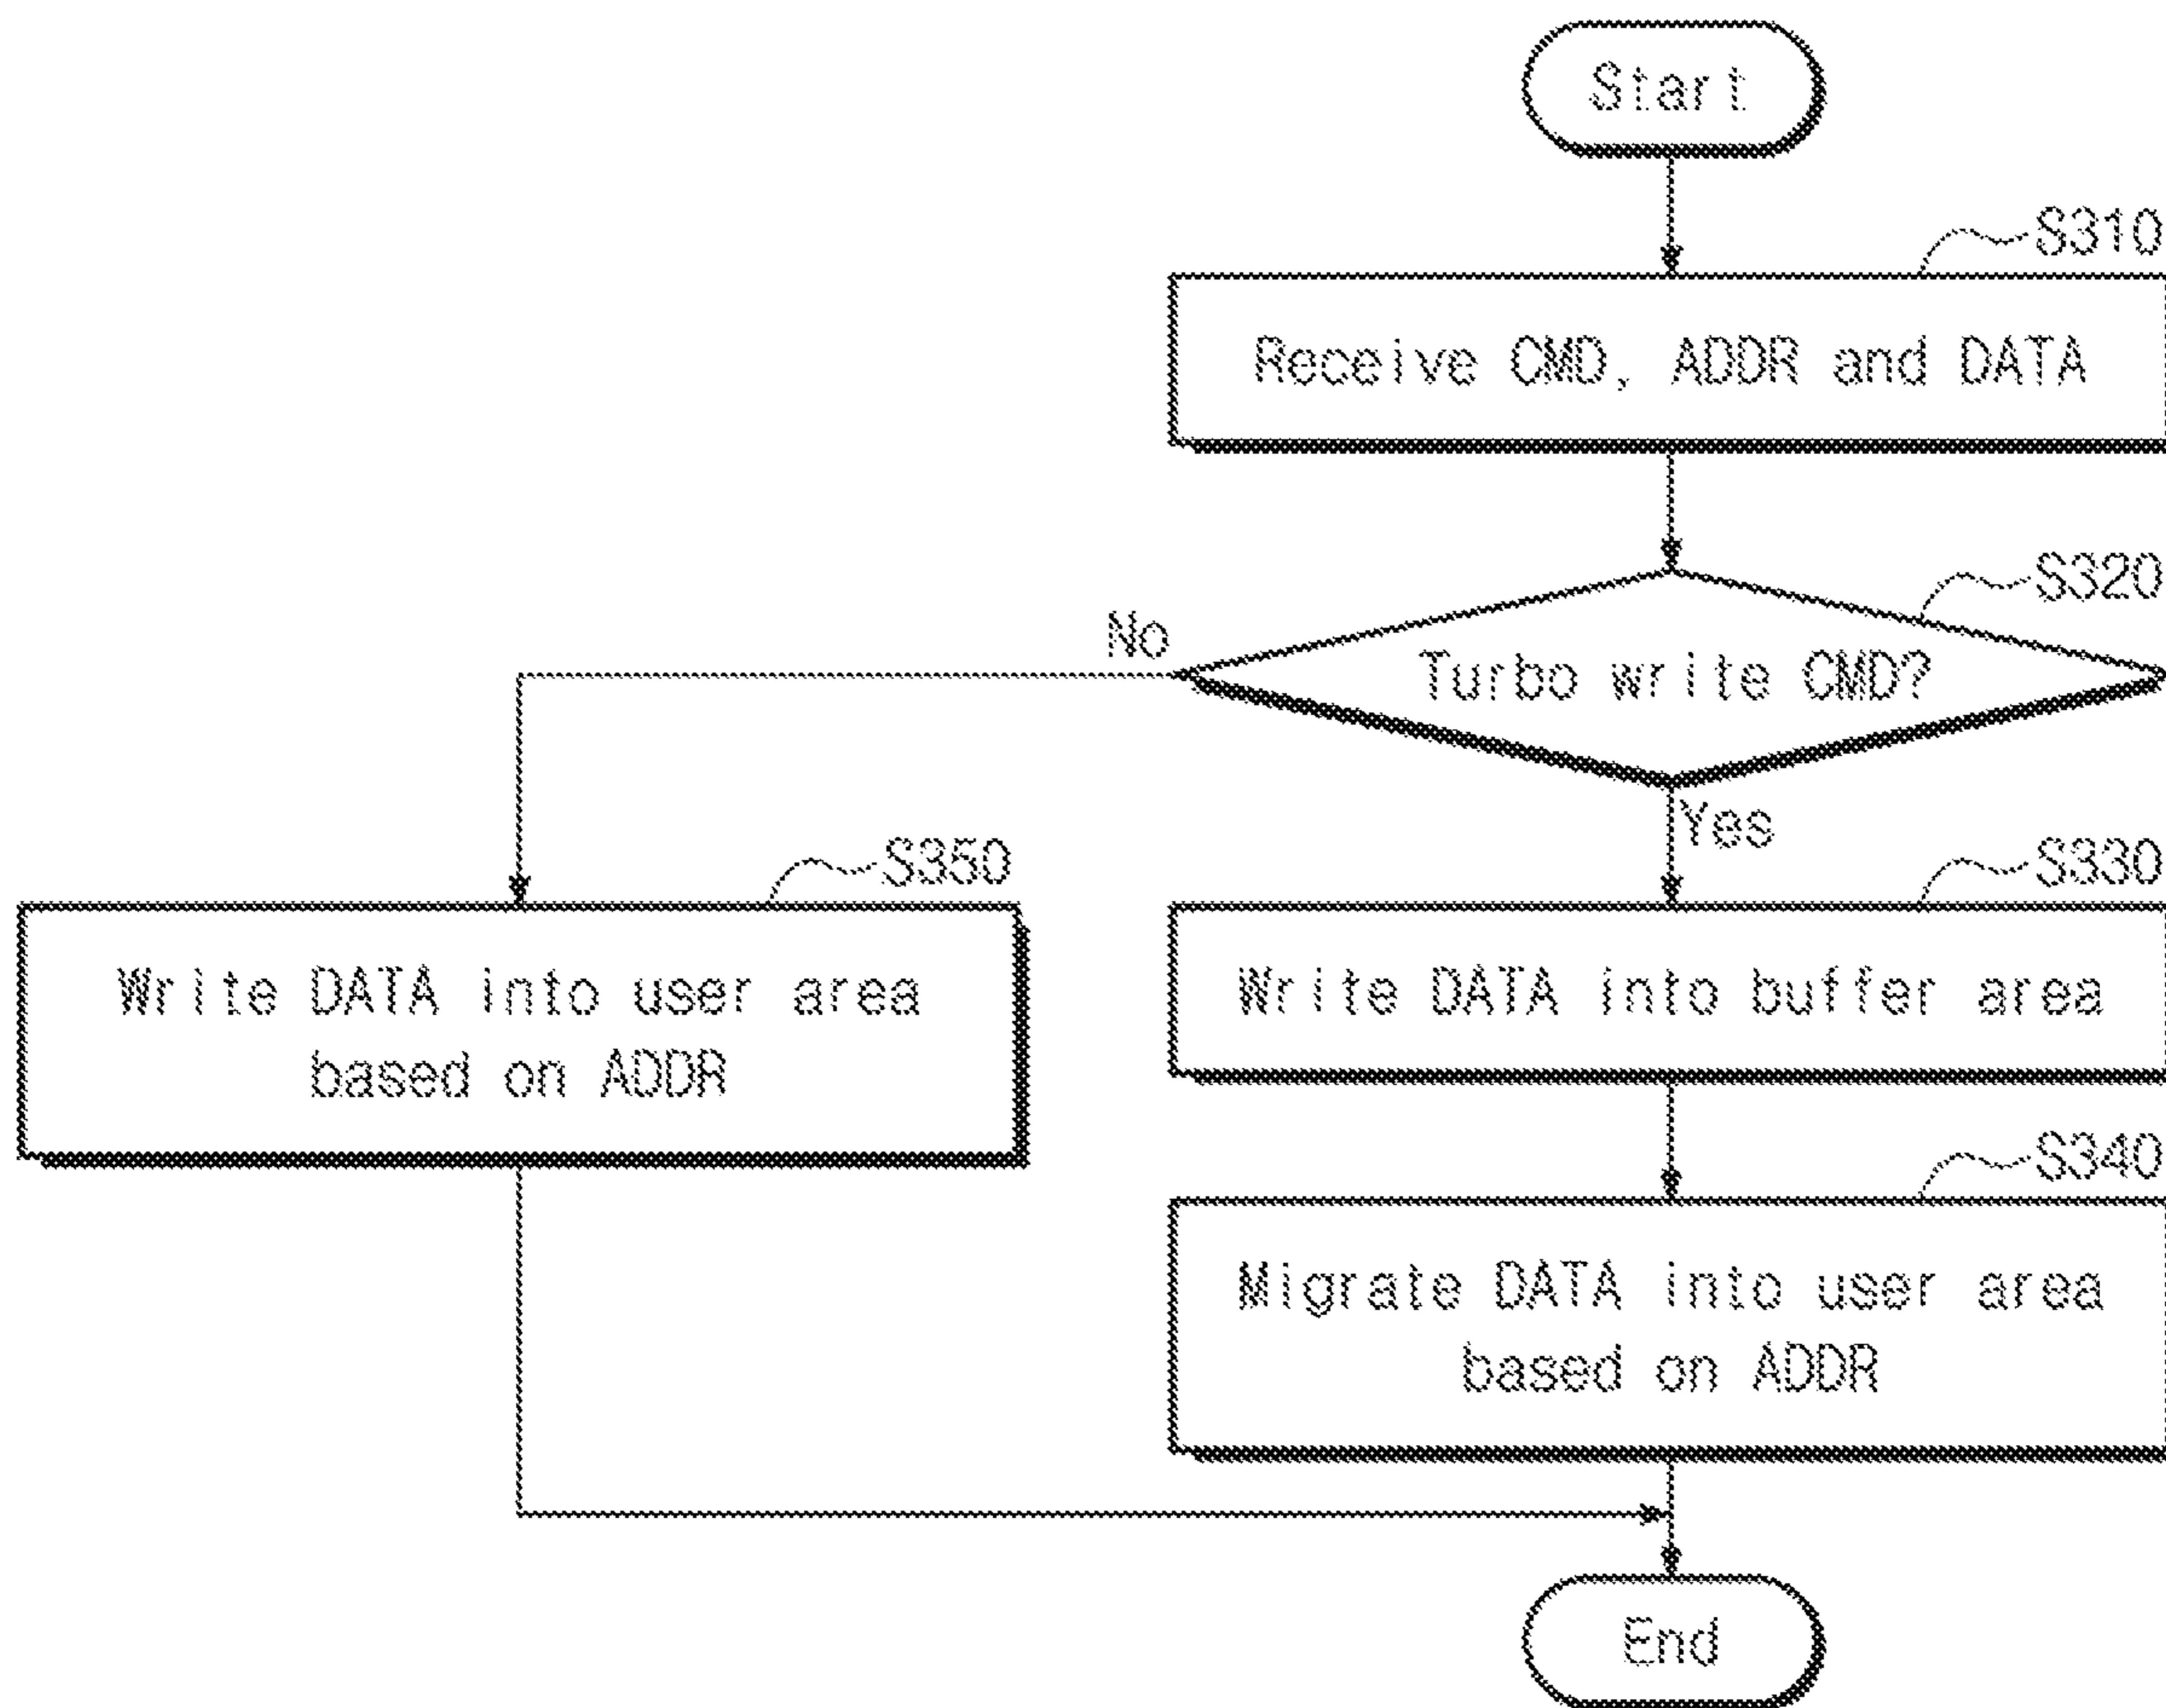 Start
S310
Receive CMD, ADDR and DATA
S320
No
Turbo write CMD?
Yes
S350
S330
Write DATA into user area
based on ADDR
Write DATA into buffer area
S340
Migrate DATA into user area
based on ADDR
End